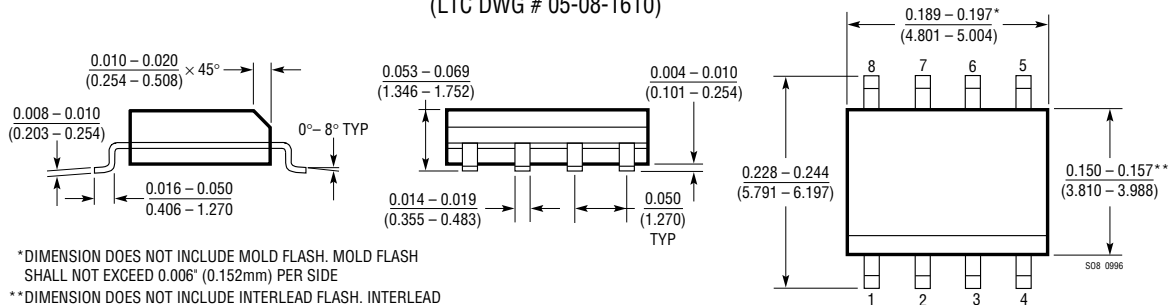 (LTC DWG # 05-08-1610)
0.189 – 0.197*
(4.801 – 5.004)
8 7 6 5
0.010 – 0.020
(0.254 – 0.508)
× 45°
0.053 – 0.069
(1.346 – 1.752)
0.004 – 0.010
(0.101 – 0.254)
0.008 – 0.010
(0.203 – 0.254)
0°– 8° TYP
0.016 – 0.050
0.406 – 1.270
0.014 – 0.019
(0.355 – 0.483)
0.050
(1.270)
TYP
0.228 – 0.244
(5.791 – 6.197)
0.150 – 0.157**
(3.810 – 3.988)
1 2 3 4
SO8 0996
*DIMENSION DOES NOT INCLUDE MOLD FLASH. MOLD FLASH
SHALL NOT EXCEED 0.006" (0.152mm) PER SIDE
**DIMENSION DOES NOT INCLUDE INTERLEAD FLASH. INTERLEAD